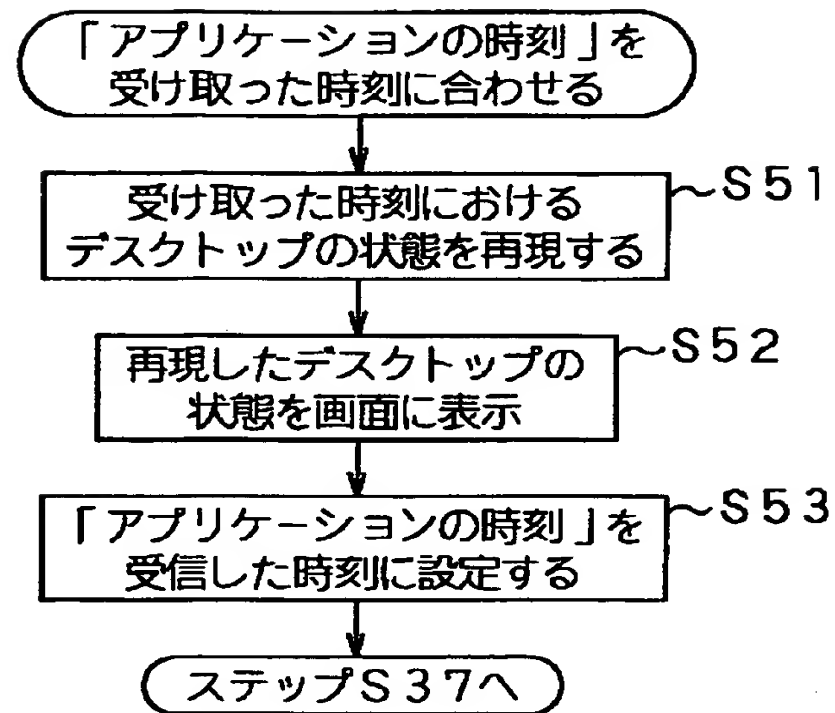 「アプリケーションの時刻」を
受け取った時刻に合わせる
受け取った時刻における
デスクトップの状態を再現する
S51
再現したデスクトップの
状態を画面に表示
S52
「アプリケーションの時刻」を
受信した時刻に設定する
S53
ステップS37へ